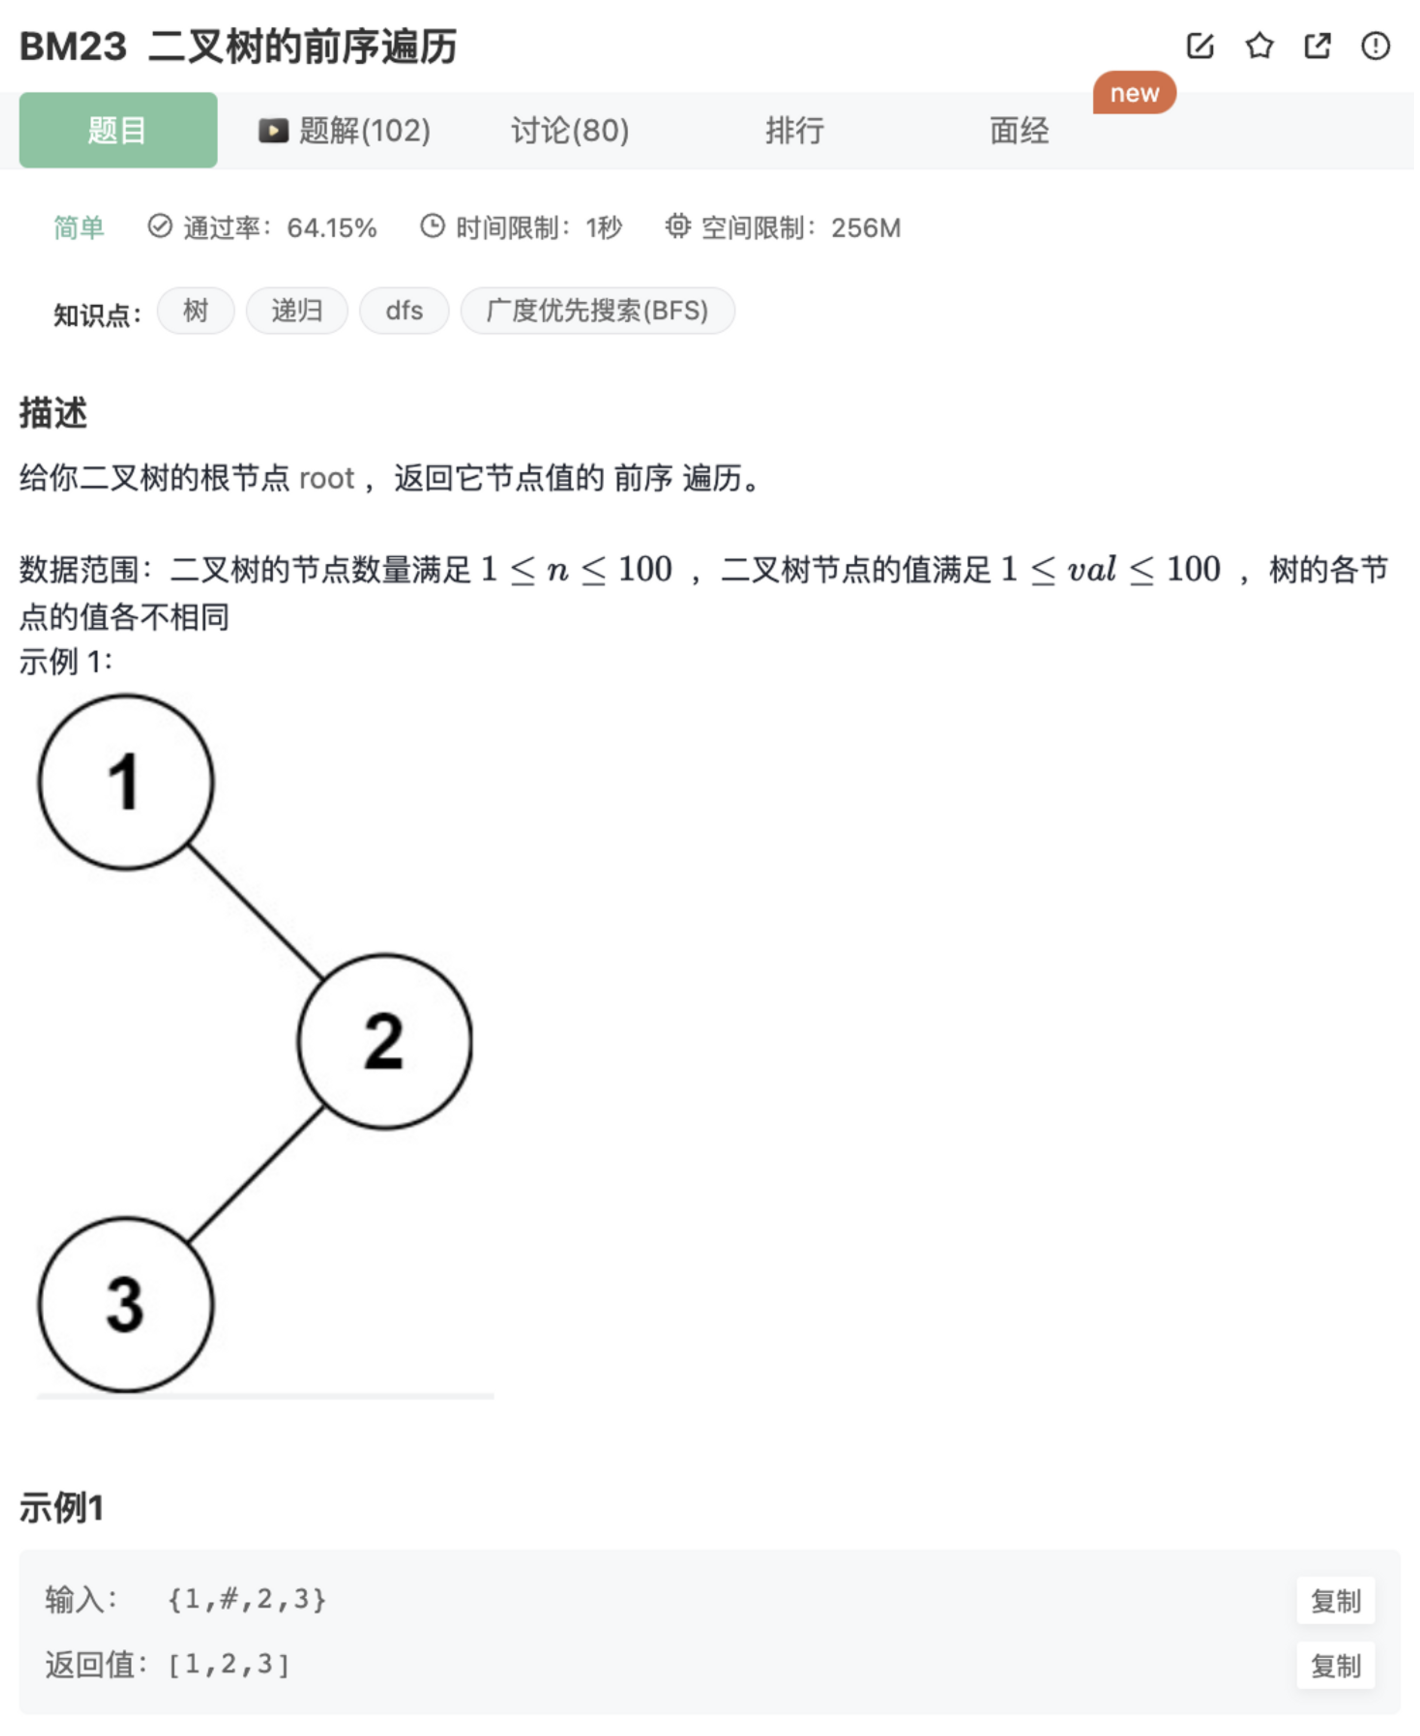 BM23 二叉树的前序遍历
new
题目 题解(102) 讨论(80) 排行 面经
简单 通过率：64.15% 时间限制：1秒 空间限制：256M
知识点： 树 递归 dfs 广度优先搜索(BFS)
描述
给你二叉树的根节点 root ，返回它节点值的 前序 遍历。
数据范围：二叉树的节点数量满足 1 ≤ n ≤ 100 ，二叉树节点的值满足 1 ≤ val ≤ 100 ，树的各节
点的值各不相同
示例 1：
1
2
3
示例1
输入： {1,#,2,3} 复制
返回值： [1,2,3] 复制